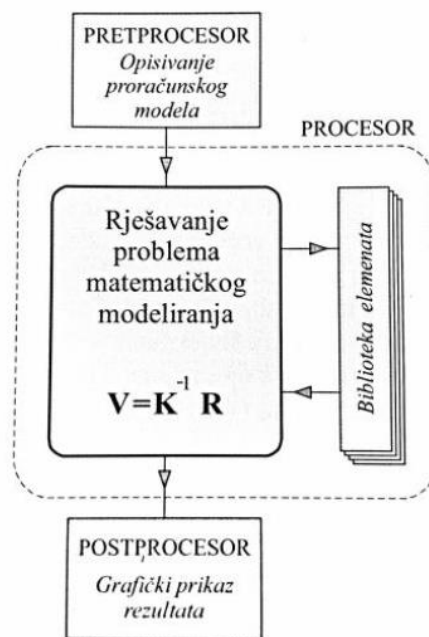 PRETPROCESOR
Opisivanje
proračunskog
modela
PROCESOR
Rješavanje
problema
matematičkog
modeliranja
V=K⁻¹ R
Biblioteka elemenata
POSTPROCESOR
Grafički prikaz
rezultata